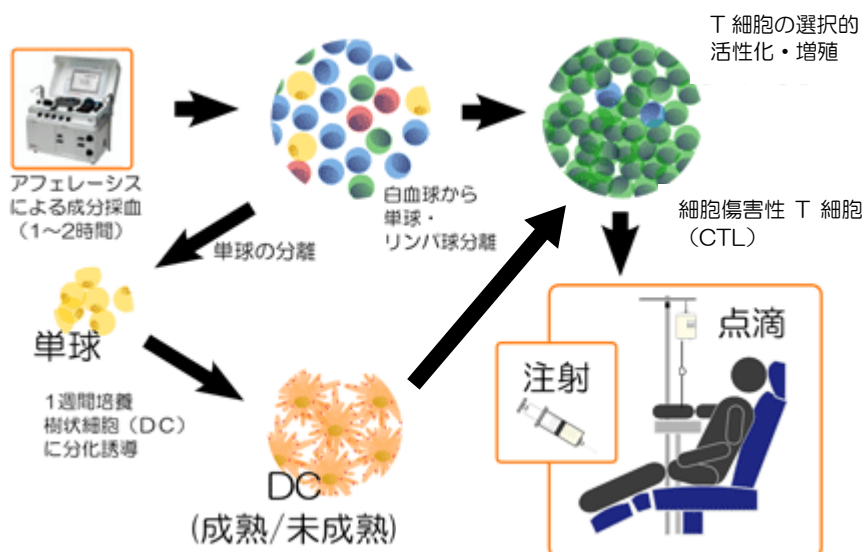 T 細胞の選択的
活性化・増殖
アフェレーシス
による成分採血
（1～2時間）
白血球から
単球・
リンパ球分離
細胞傷害性 T 細胞
（CTL）
単球の分離
単球
1週間培養
樹状細胞（DC）
に分化誘導
DC
(成熟/未成熟)
注射
点滴